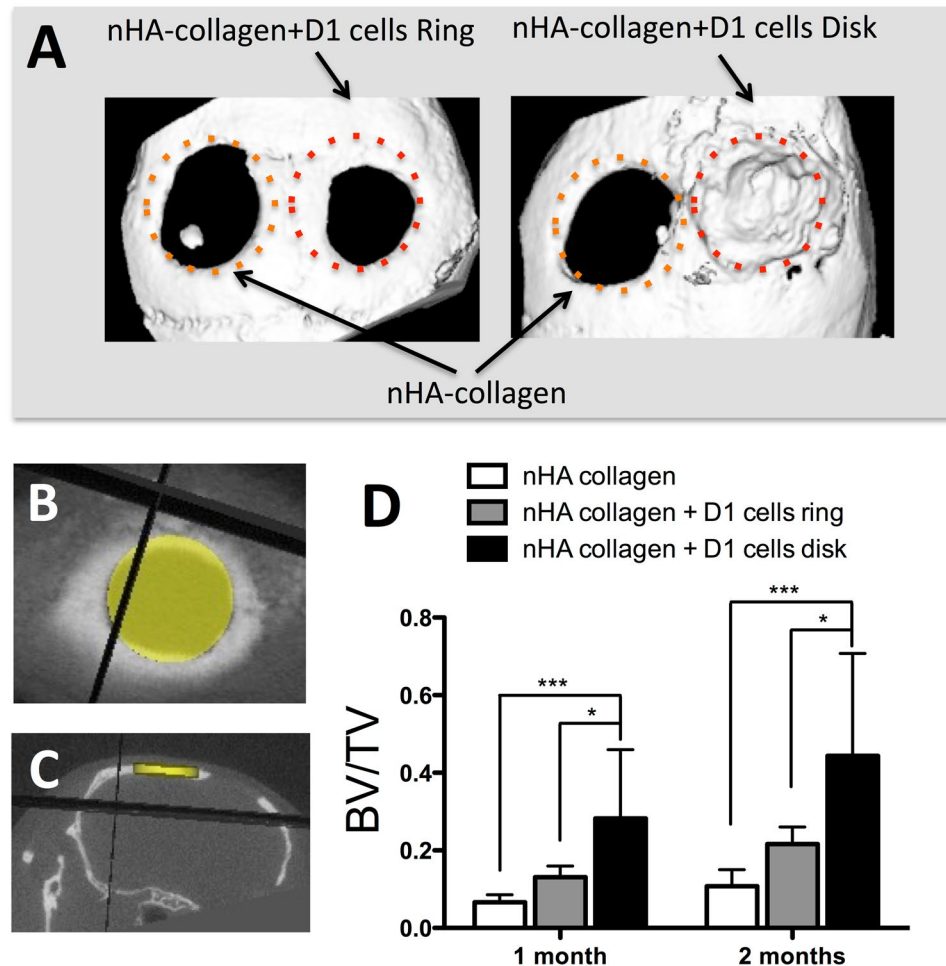 A
nHA-collagen+D1 cells Ring
nHA-collagen+D1 cells Disk
nHA-collagen
B
C
D
nHA collagen
nHA collagen + D1 cells ring
nHA collagen + D1 cells disk
BV/TV
0.8
0.6
0.4
0.2
0.0
***
*
***
*
1 month
2 months